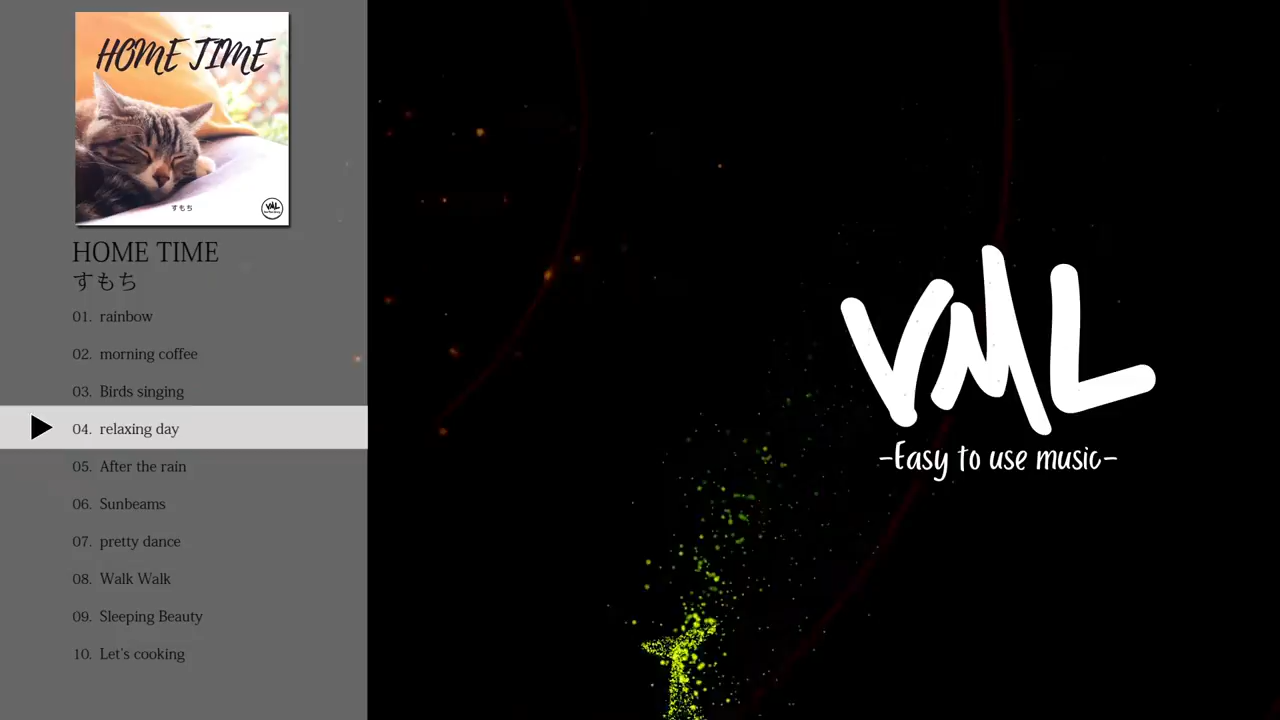 HOME TIME
すもち
VML
HOME TIME
すもち
01. rainbow
02. morning coffee
03. Birds singing
04. relaxing day
05. After the rain
06. Sunbeams
07. pretty dance
08. Walk Walk
09. Sleeping Beauty
10. Let's cooking
VML
-Easy to use music-